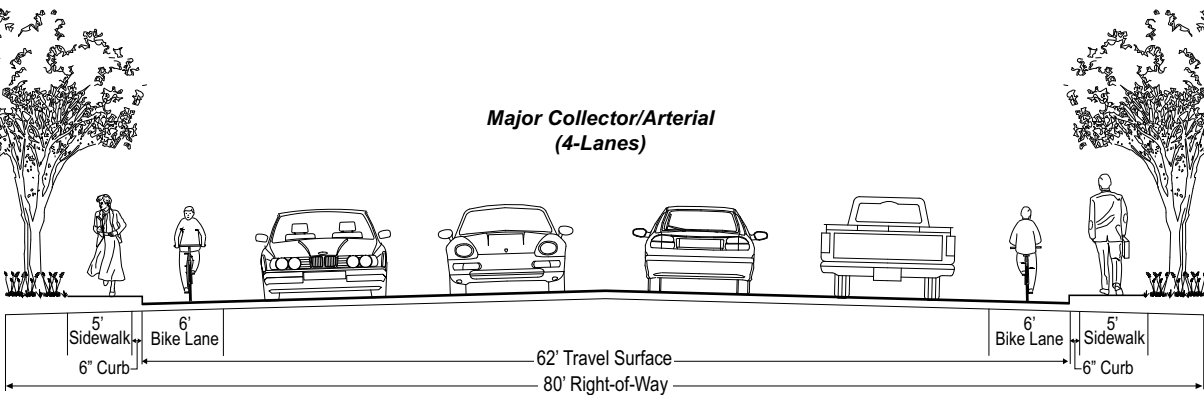 Major Collector/Arterial
(4-Lanes)
5’
Sidewalk
6’
Bike Lane
6’
Bike Lane
5’
Sidewalk
6” Curb
62’ Travel Surface
6” Curb
80’ Right-of-Way